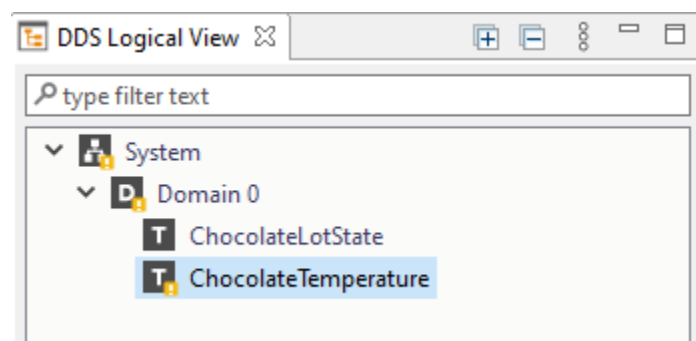 DDS Logical View
type filter text
System
D Domain 0
T ChocolateLotState
T ChocolateTemperature